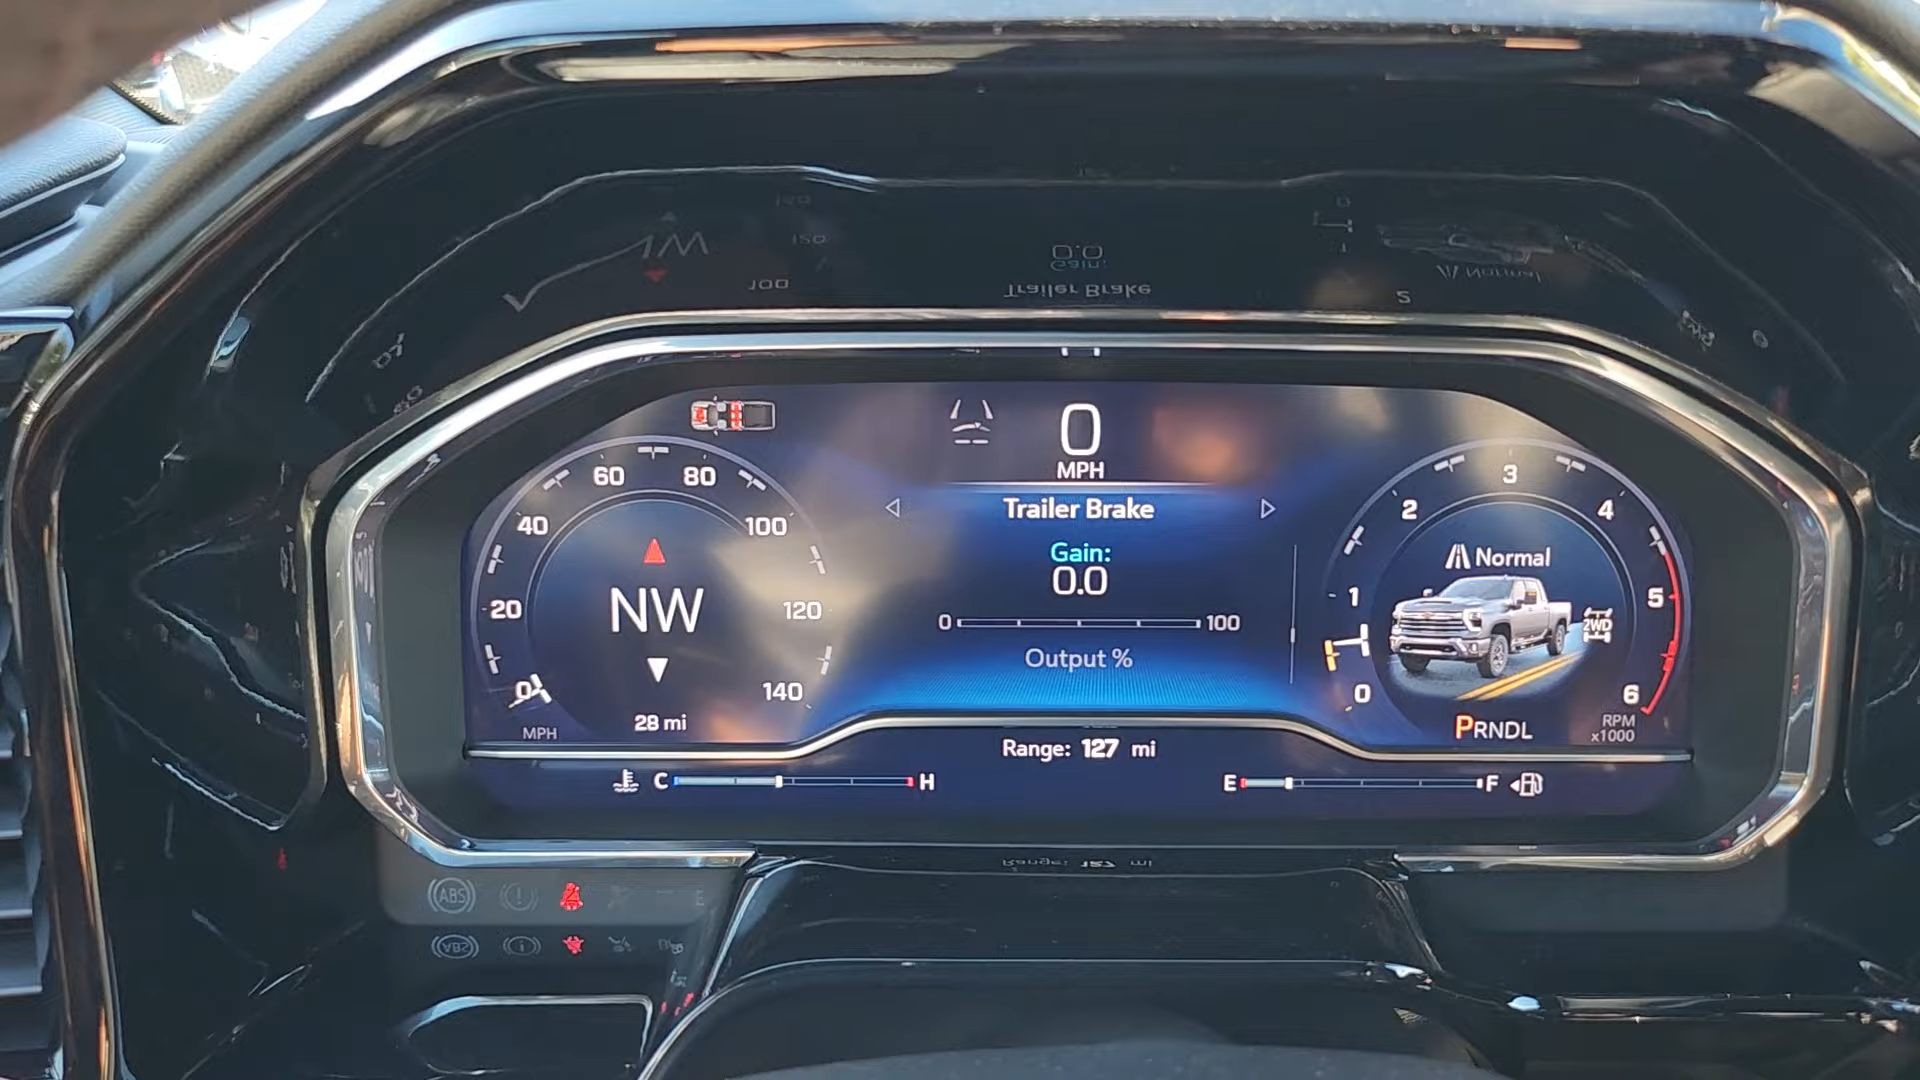 0
MPH
Trailer Brake
Gain:
0.0
0 100
Output %
0
20
40
60
80
100
120
140
MPH
NW
28 mi
0
1
2
3
4
5
6
RPM
x1000
Normal
2WD
PRNDL
Range: 127 mi
C H
E F
ABS